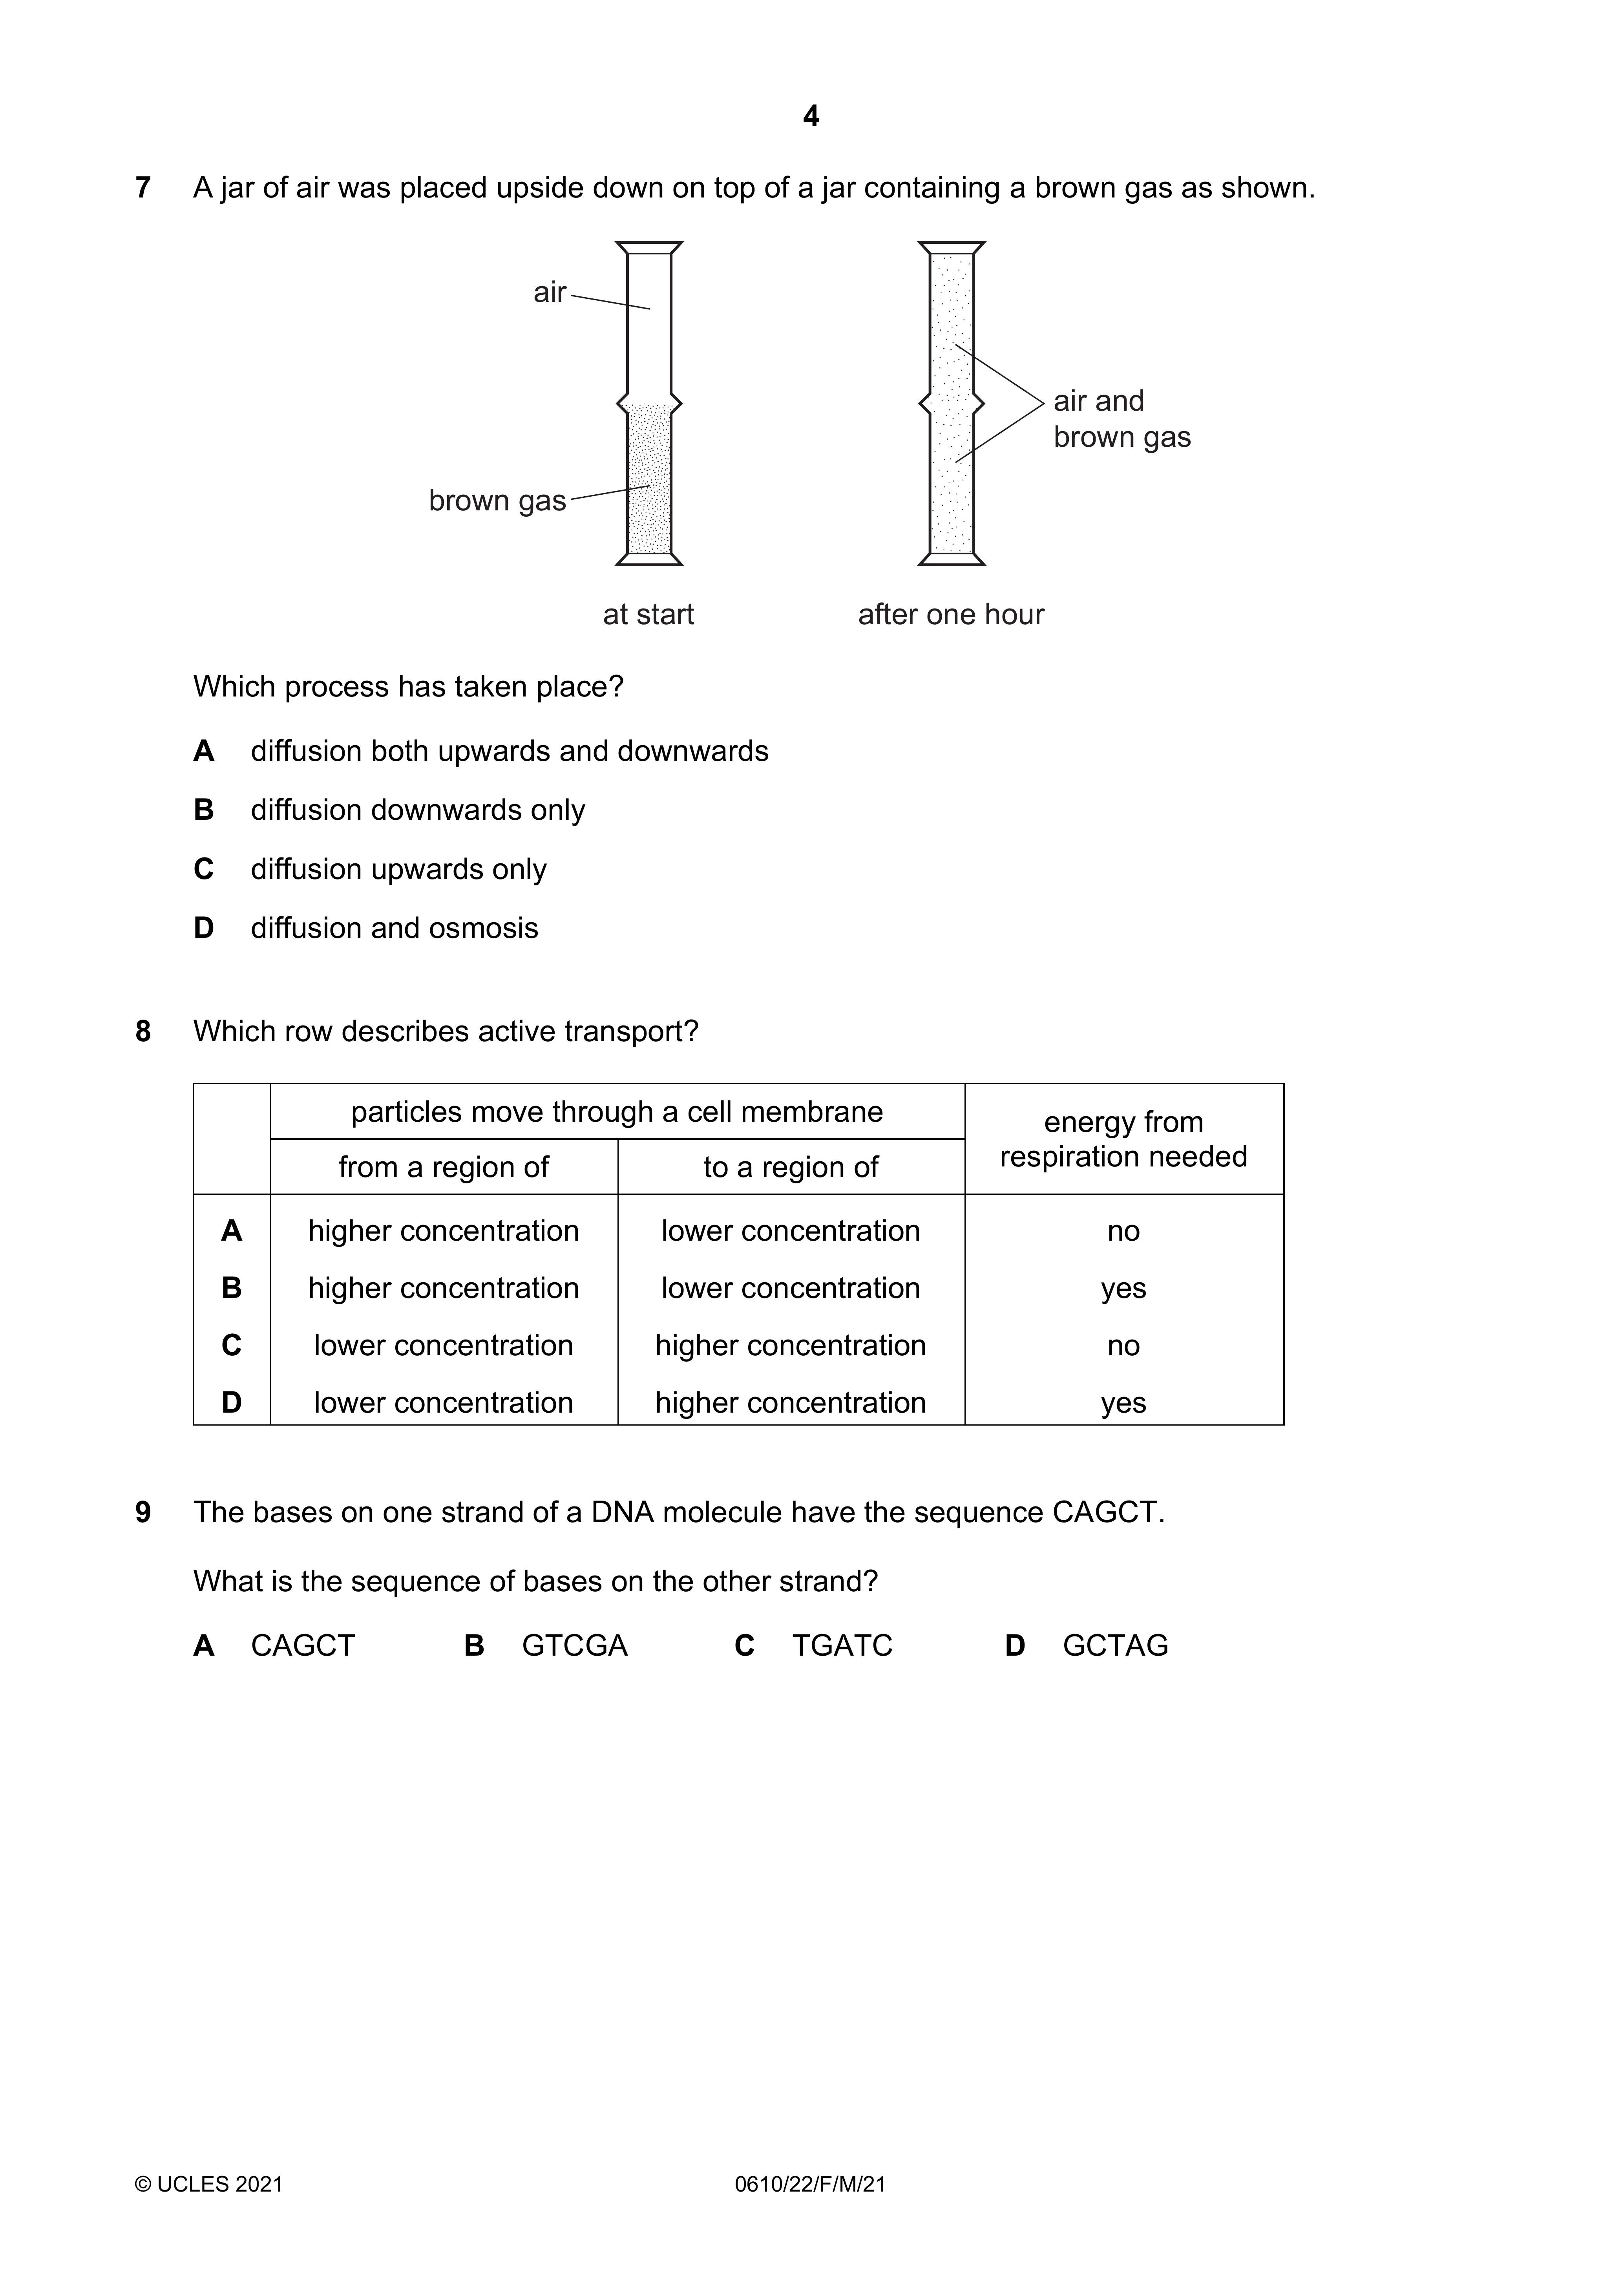 4
7 A jar of air was placed upside down on top of a jar containing a brown gas as shown.
air
brown gas
air and
brown gas
at start
after one hour
Which process has taken place?
A diffusion both upwards and downwards
B diffusion downwards only
C diffusion upwards only
D diffusion and osmosis
8 Which row describes active transport?
particles move through a cell membrane
energy from
respiration needed
from a region of to a region of
A higher concentration lower concentration no
B higher concentration lower concentration yes
C lower concentration higher concentration no
D lower concentration higher concentration yes
9 The bases on one strand of a DNA molecule have the sequence CAGCT.
What is the sequence of bases on the other strand?
A CAGCT B GTCGA C TGATC D GCTAG
© UCLES 2021 0610/22/F/M/21